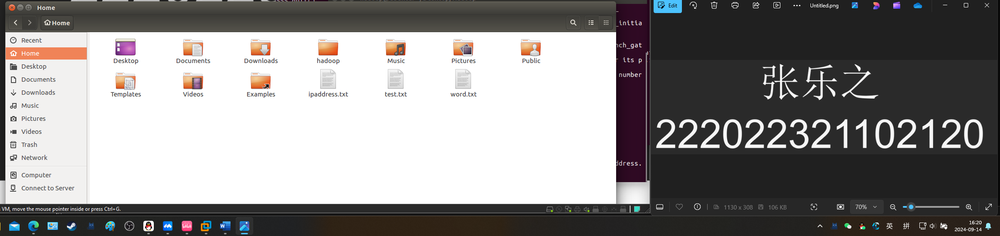 Home
Home
Recent
Home
Desktop
Documents
Downloads
Music
Pictures
Videos
Trash
Network
Computer
Connect to Server
Desktop
Documents
Downloads
hadoop
Music
Pictures
Public
Templates
Videos
Examples
ipaddress.txt
test.txt
word.txt
_initia
nch_gat
r its p
number
ddress.
VM, move the mouse pointer inside or press Ctrl+G.
Edit
Untitled.png
张乐之
222022321102120
1130 x 308
106 KB
70%
英
拼
16:20
2024-09-14